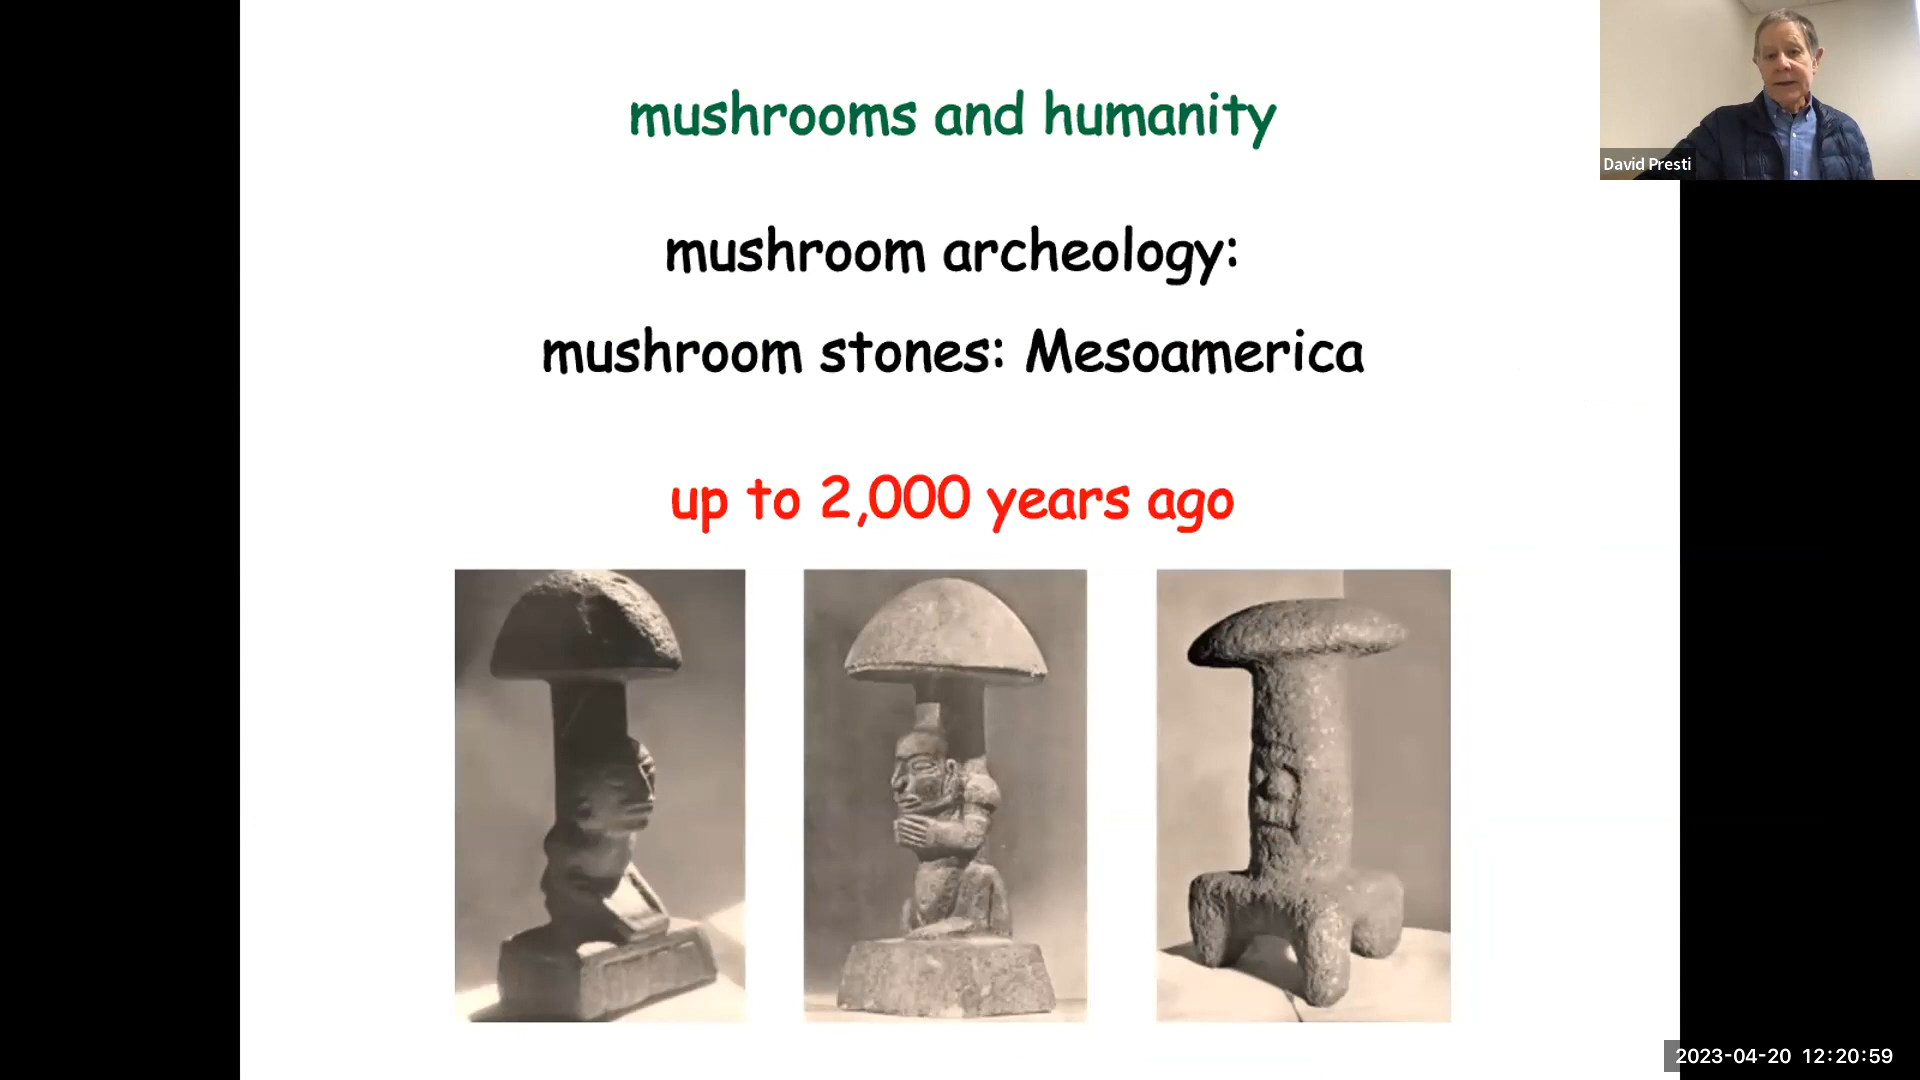 mushrooms and humanity
David Presti
mushroom archeology:
mushroom stones: Mesoamerica
up to 2,000 years ago
2023-04-20 12:20:59